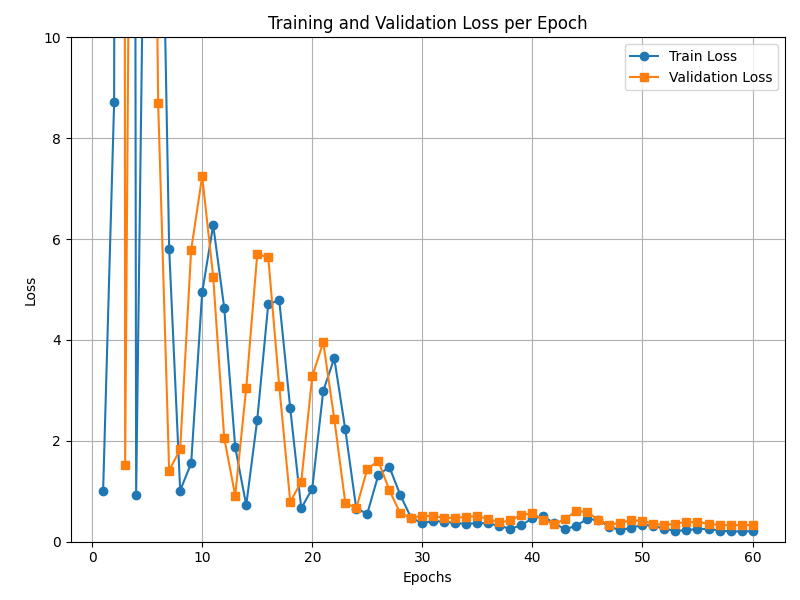 Training and Validation Loss per Epoch
Train Loss
Validation Loss
10
8
6
4
2
0
Loss
0 10 20 30 40 50 60
Epochs